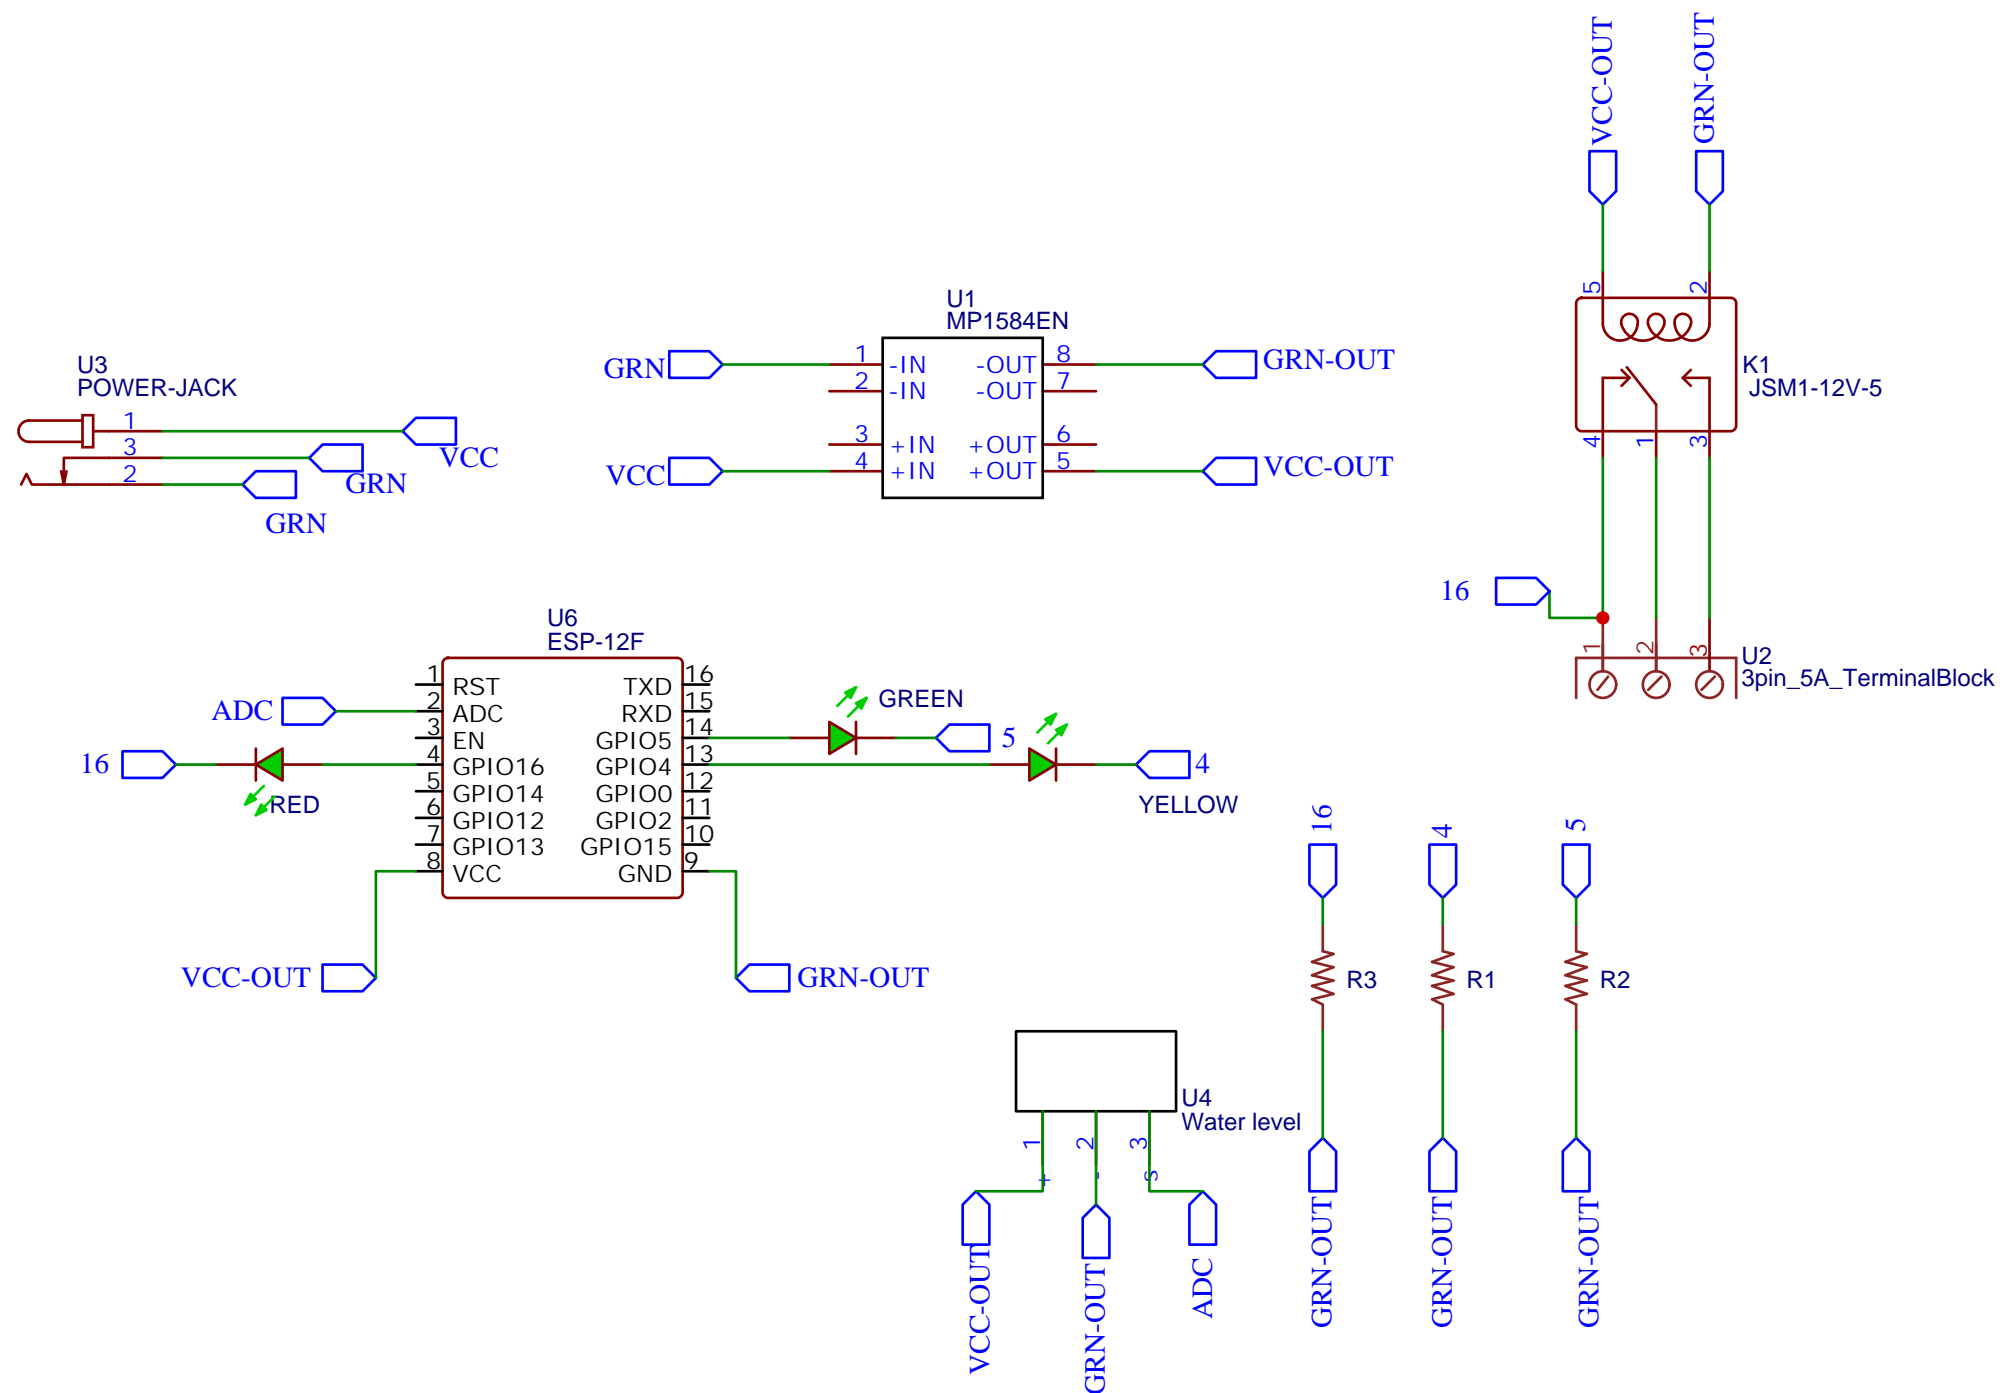 VCC-OUT
GRN-OUT
5
2
K1
JSM1-12V-5
4
1
3
16
1
2
3
U2
3pin_5A_TerminalBlock
U1
MP1584EN
GRN
1
-IN
-OUT
8
GRN-OUT
2
-IN
-OUT
7
3
+IN
+OUT
6
VCC
4
+IN
+OUT
5
VCC-OUT
U3
POWER-JACK
1
VCC
3
GRN
2
GRN
U6
ESP-12F
1
RST
TXD
16
ADC
2
ADC
RXD
15
3
EN
GPIO5
14
GREEN
5
16
4
GPIO16
GPIO4
13
4
RED
YELLOW
5
GPIO14
GPIO0
12
6
GPIO12
GPIO2
11
7
GPIO13
GPIO15
10
8
VCC
GND
9
VCC-OUT
GRN-OUT
16
4
5
R3
R1
R2
GRN-OUT
GRN-OUT
GRN-OUT
U4
Water level
1
2
3
+
-
s
VCC-OUT
GRN-OUT
ADC